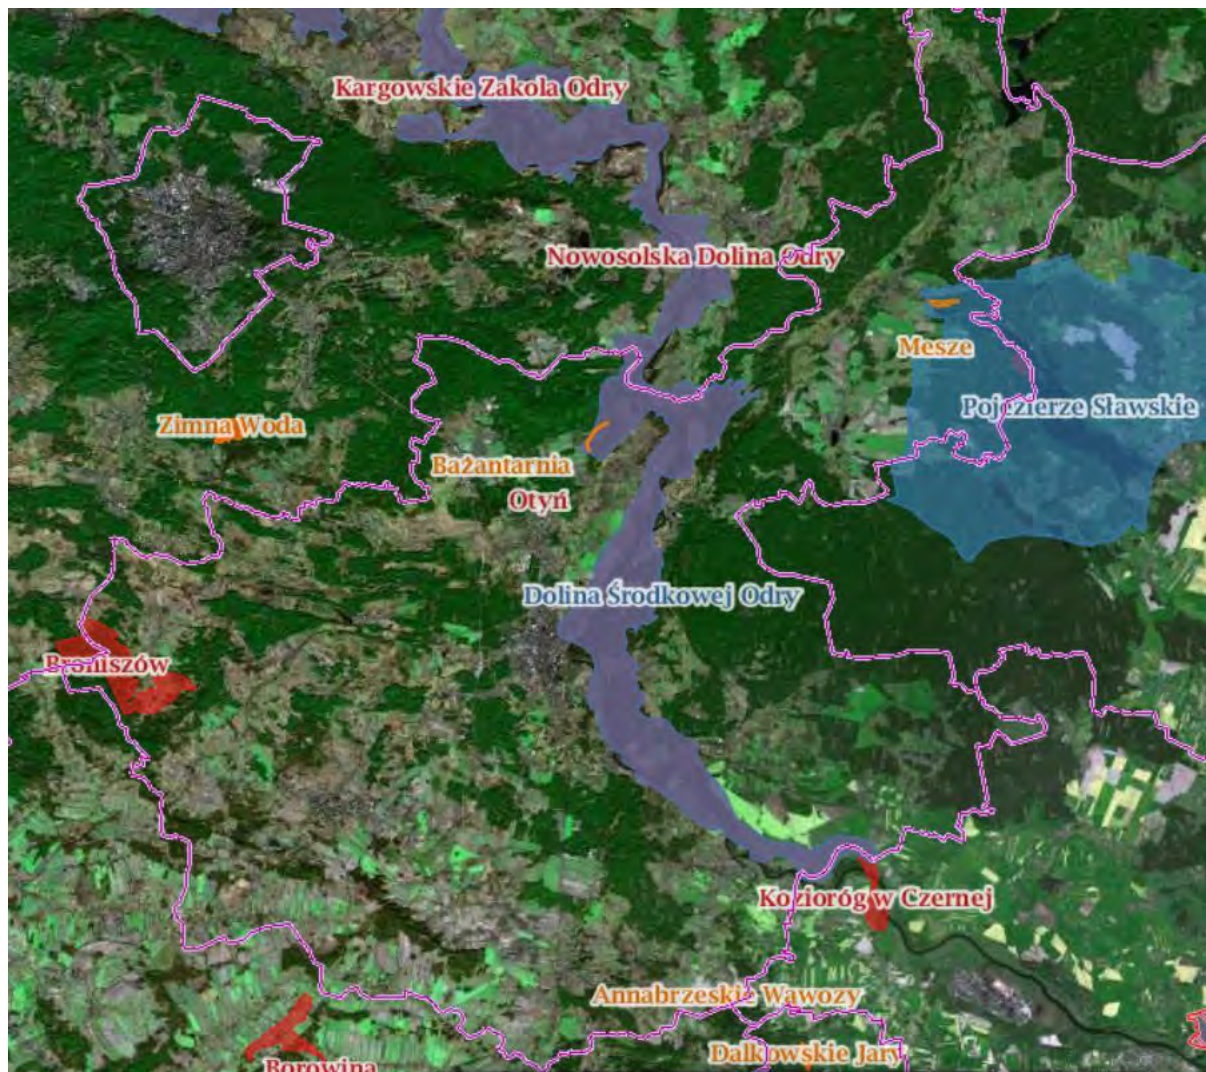 Kargowskie Zakola Odry
Nowosolska Dolina Odry
Mesze
Pojezierze Sławskie
Zimna Woda
Bażantarnia
Otyń
Dolina Środkowej Odry
Broniszów
Kozioróg w Czernej
Annabrzeskie Wąwozy
Dalkowskie Jary
Borowina